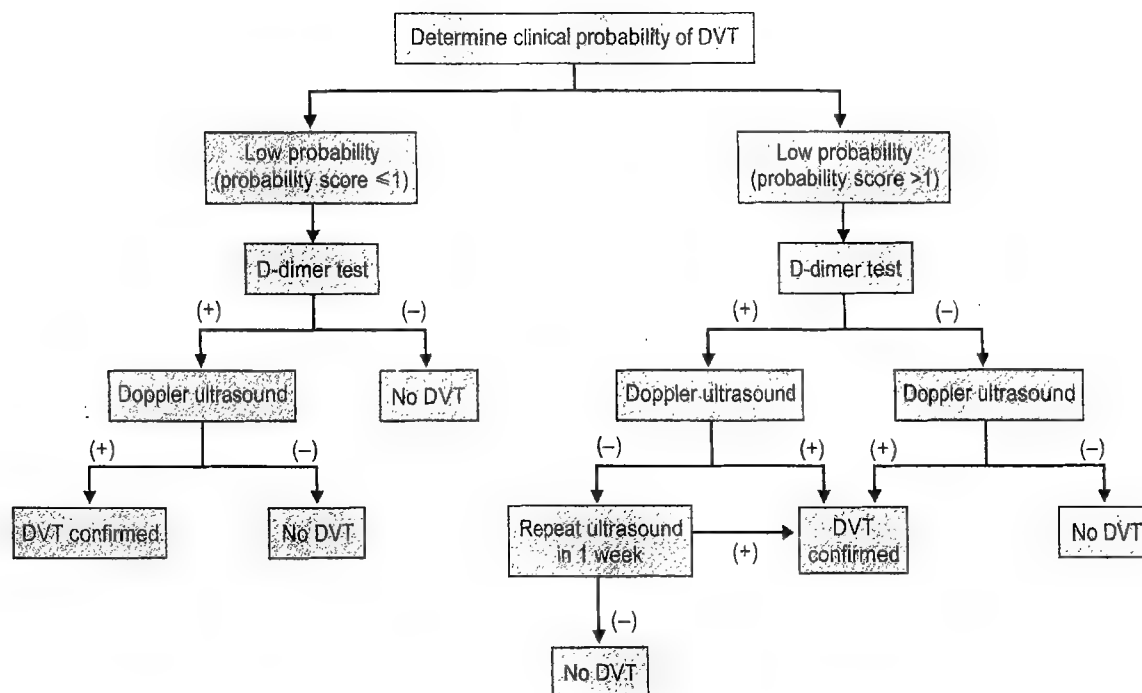 Determine clinical probability of DVT
Low probability
(probability score ⩽1)
Low probability
(probability score >1)
D-dimer test
D-dimer test
(+)
(–)
(+)
(–)
Doppler ultrasound
No DVT
Doppler ultrasound
Doppler ultrasound
(+)
(–)
(–)
(+)
(+)
(–)
DVT confirmed
No DVT
Repeat ultrasound
in 1 week
(+)
DVT
confirmed
No DVT
(–)
No DVT